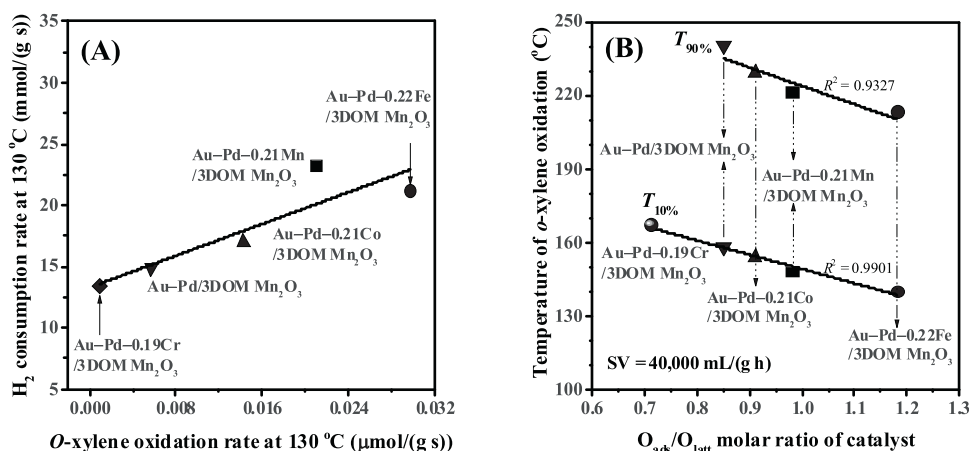 (A)
H₂ consumption rate at 130 °C (mmol/(g s))
35
30
25
20
15
10
5
Au–Pd–0.22Fe
/3DOM Mn₂O₃
Au–Pd–0.21Mn
/3DOM Mn₂O₃
Au–Pd–0.21Co
/3DOM Mn₂O₃
Au–Pd/3DOM Mn₂O₃
Au–Pd–0.19Cr
/3DOM Mn₂O₃
0.000
0.008
0.016
0.024
0.032
O-xylene oxidation rate at 130 °C (μmol/(g s))
(B)
Temperature of o-xylene oxidation (°C)
250
220
190
160
130
100
T90%
R² = 0.9327
Au–Pd/3DOM Mn₂O₃
Au–Pd–0.21Mn
/3DOM Mn₂O₃
T10%
Au–Pd–0.19Cr
/3DOM Mn₂O₃
R² = 0.9901
Au–Pd–0.21Co
/3DOM Mn₂O₃
Au–Pd–0.22Fe
/3DOM Mn₂O₃
SV = 40,000 mL/(g h)
0.6
0.7
0.8
0.9
1.0
1.1
1.2
1.3
Oads/Olatt molar ratio of catalyst